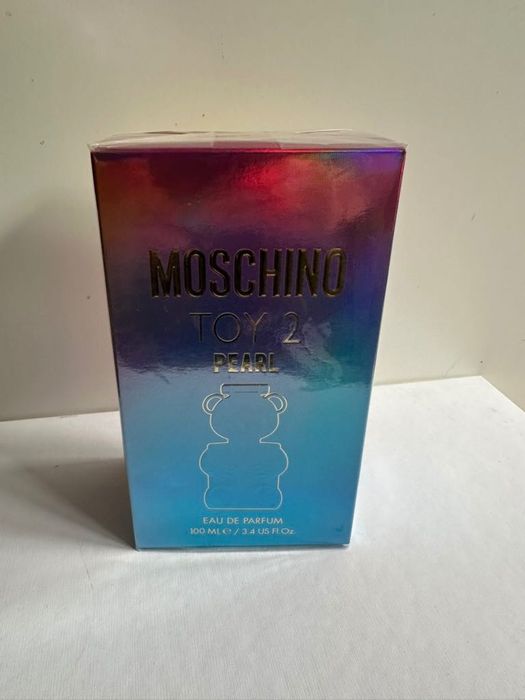 MOSCHINO
TOY 2
PEARL
EAU DE PARFUM
100 ML ℮ / 3.4 US Fl.Oz.